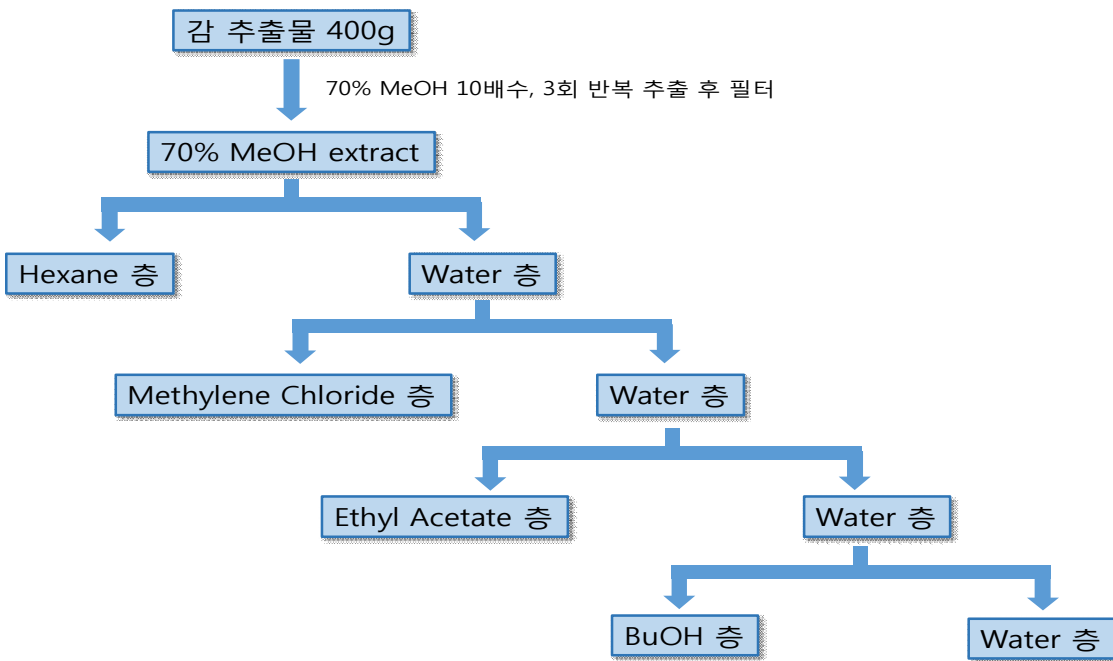 감 추출물 400g
70% MeOH 10배수, 3회 반복 추출 후 필터
70% MeOH extract
Hexane 층
Water 층
Methylene Chloride 층
Water 층
Ethyl Acetate 층
Water 층
BuOH 층
Water 층